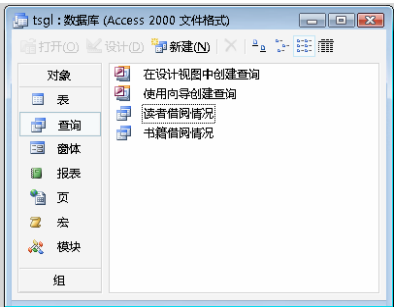 tsgl : 数据库 (Access 2000 文件格式)
打开(O) 设计(D) 新建(N)
对象
表
查询
窗体
报表
页
宏
模块
组
在设计视图中创建查询
使用向导创建查询
读者借阅情况
书籍借阅情况